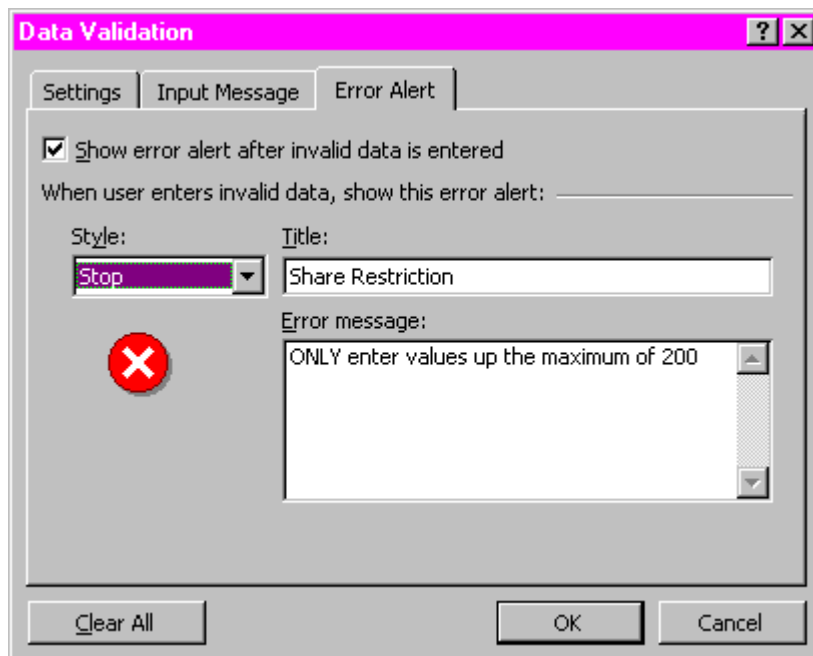 Data Validation
Settings Input Message Error Alert
Show error alert after invalid data is entered
When user enters invalid data, show this error alert:
Style: Title:
Stop Share Restriction
Error message:
ONLY enter values up the maximum of 200
Clear All OK Cancel